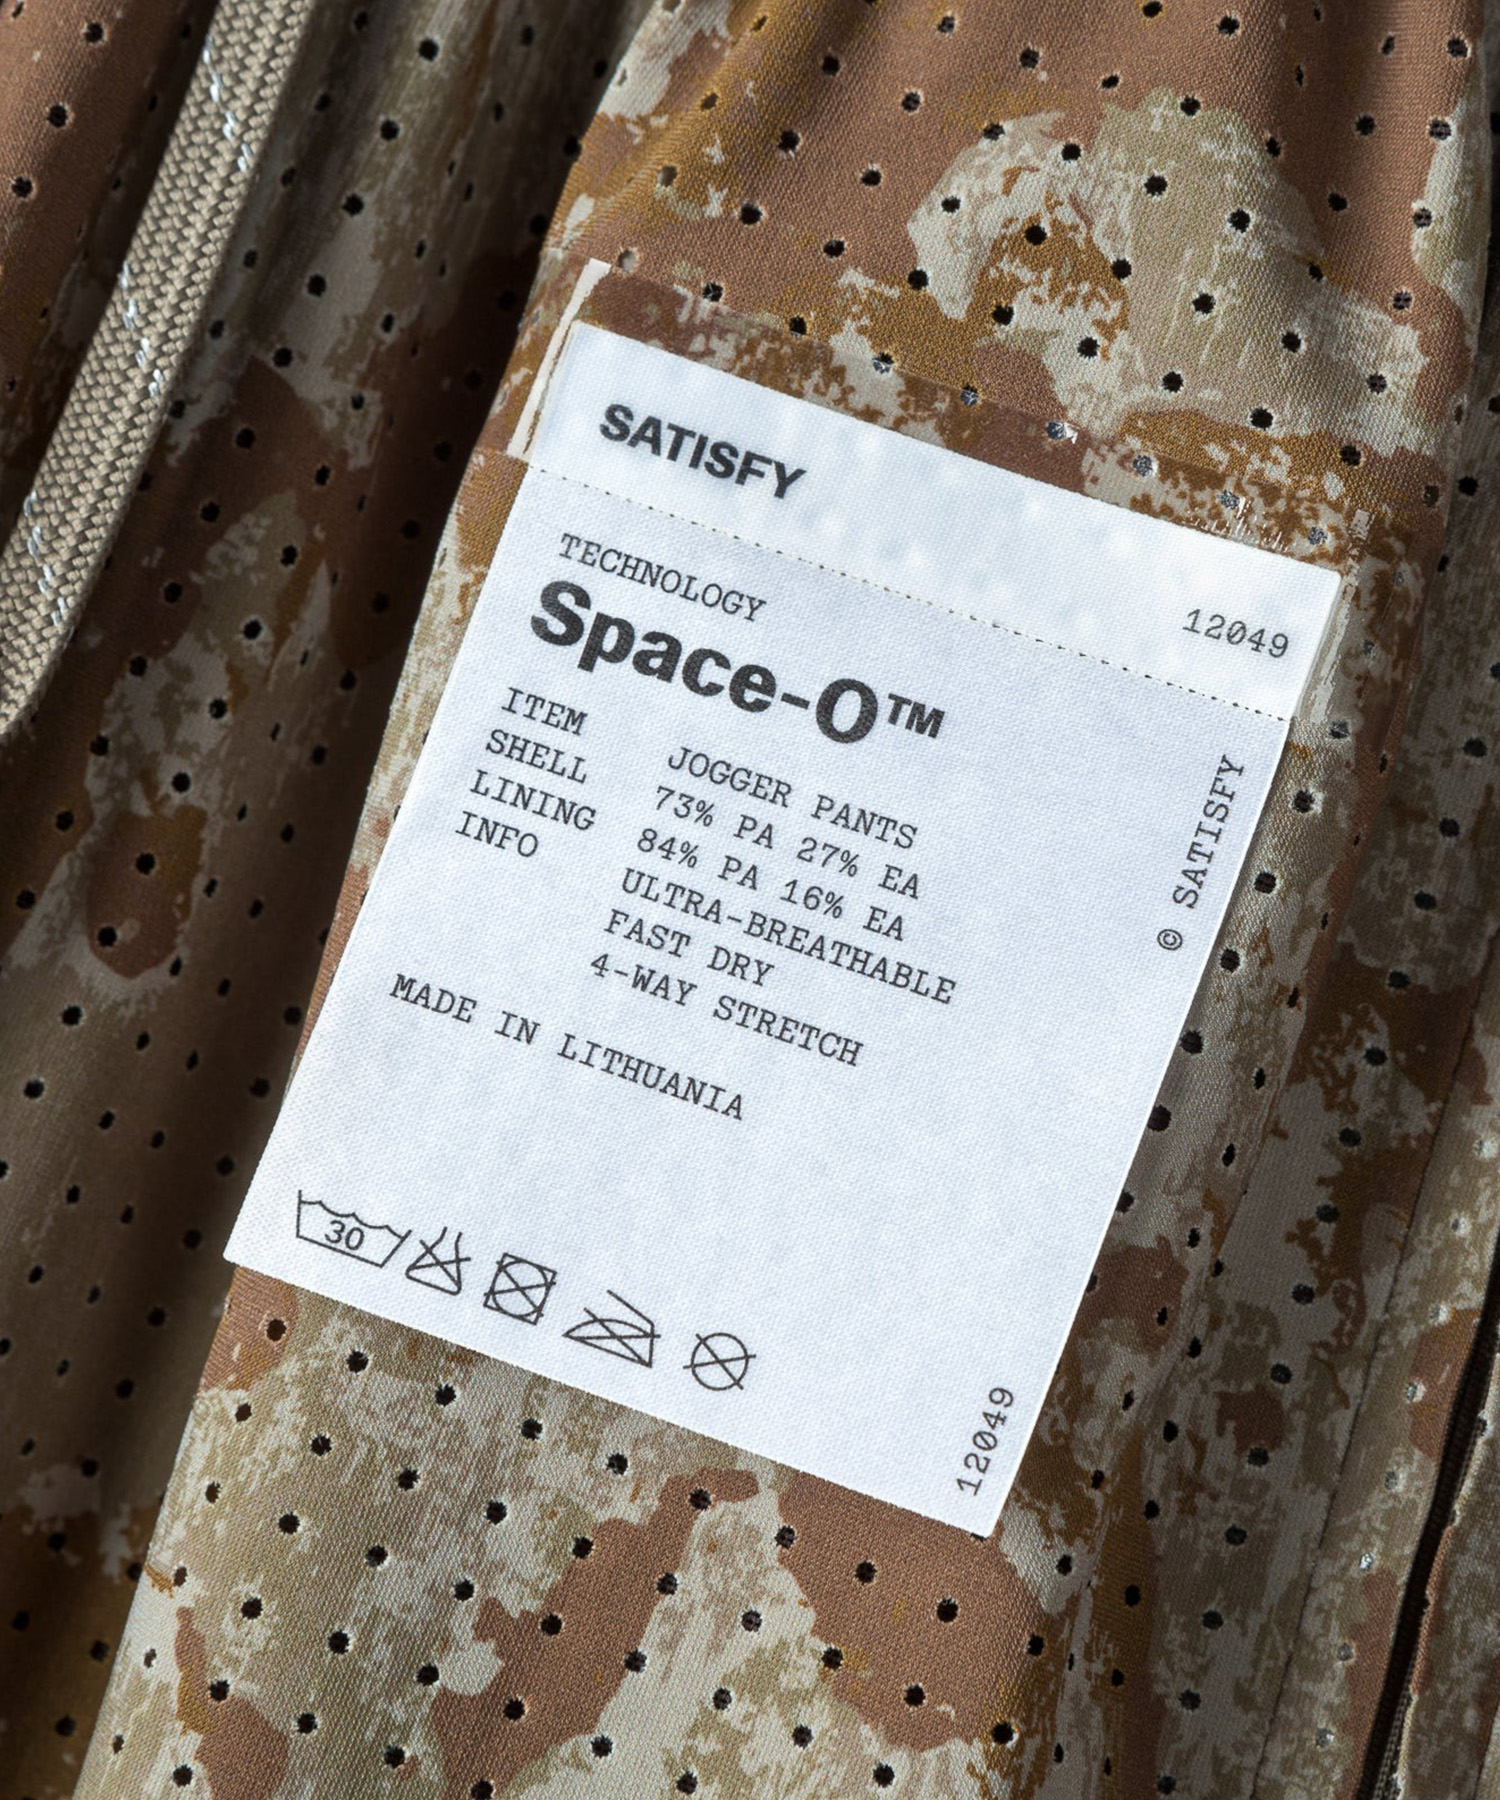 SATISFY
12049
TECHNOLOGY
Space-O™
ITEM JOGGER PANTS
SHELL 73% PA 27% EA
LINING 84% PA 16% EA
INFO ULTRA-BREATHABLE
FAST DRY
4-WAY STRETCH
MADE IN LITHUANIA
© SATISFY
30
12049